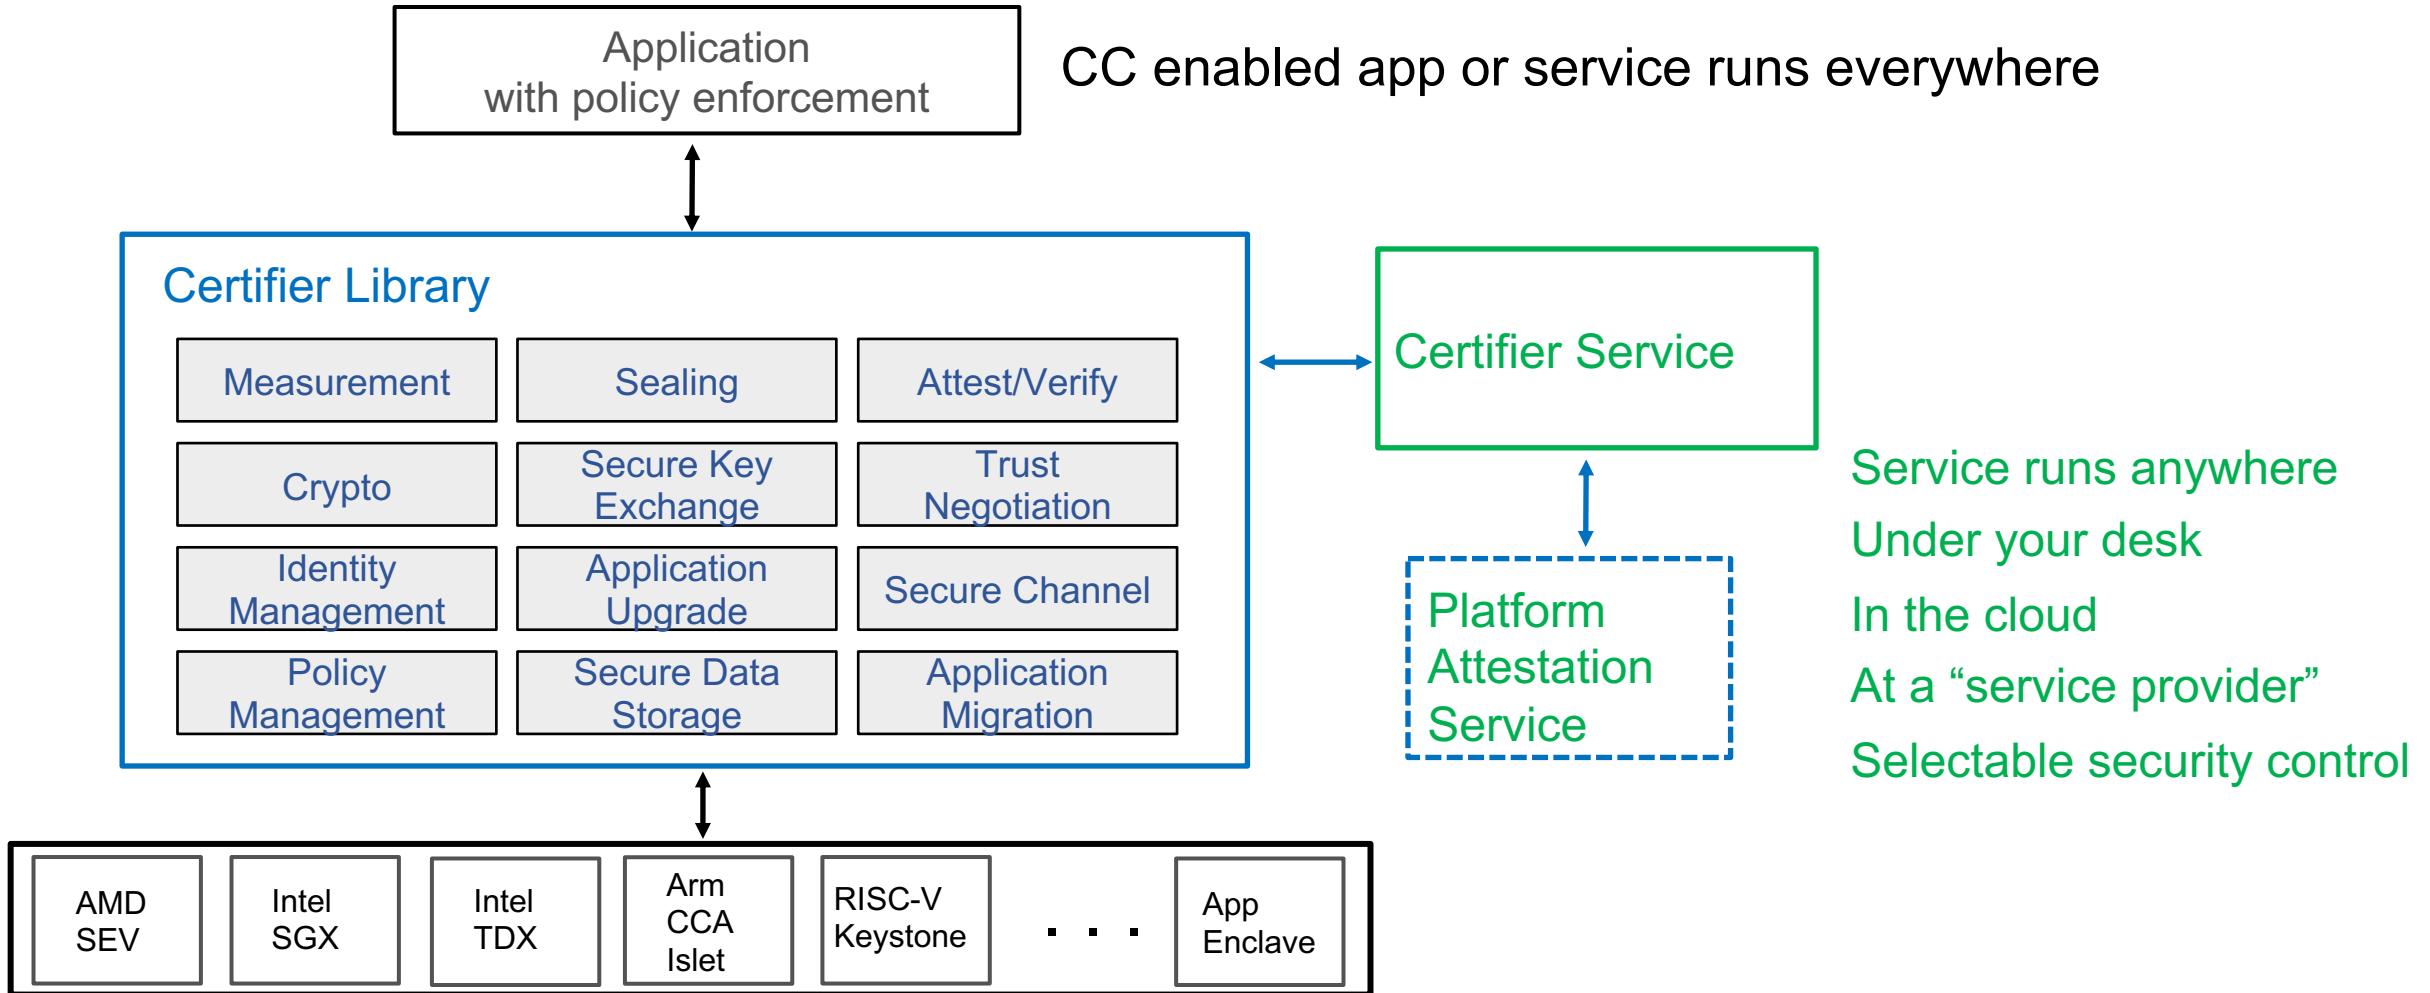 Application
with policy enforcement
CC enabled app or service runs everywhere
Certifier Library
Measurement
Sealing
Attest/Verify
Crypto
Secure Key
Exchange
Trust
Negotiation
Identity
Management
Application
Upgrade
Secure Channel
Policy
Management
Secure Data
Storage
Application
Migration
Certifier Service
Platform
Attestation
Service
Service runs anywhere
Under your desk
In the cloud
At a “service provider”
Selectable security control
AMD
SEV
Intel
SGX
Intel
TDX
Arm
CCA
Islet
RISC-V
Keystone
. . .
App
Enclave